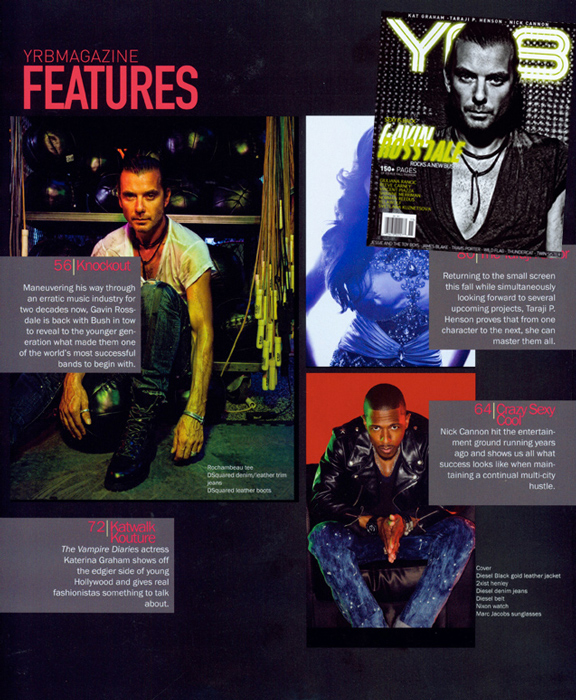 YRBMAGAZINE
FEATURES
KAT GRAHAM - TARAJI P. HENSON - NICK CANNON
YRB
GAVIN
ROSSDALE
ROCKS A NEW BUSH
150+ PAGES
56 Knockout
Maneuvering his way through
an erratic music industry for
two decades now, Gavin Ross-
dale is back with Bush in tow
to reveal to the younger gen-
eration what made them one
of the world's most successful
bands to begin with.
Returning to the small screen
this fall while simultaneously
looking forward to several
upcoming projects, Taraji P.
Henson proves that from one
character to the next, she can
master them all.
64 Crazy Sexy
Cool
Nick Cannon hit the entertain-
ment ground running years
ago and shows us all what
success looks like when main-
taining a continual multi-city
hustle.
Rochambeau tee
DSquared denim/leather trim
jeans
DSquared leather boots
72 Katwalk
Kouture
The Vampire Diaries actress
Katerina Graham shows off
the edgier side of young
Hollywood and gives real
fashionistas something to talk
about.
Cover
Diesel Black gold leather jacket
2xist henley
Diesel denim jeans
Diesel belt
Nixon watch
Marc Jacobs sunglasses